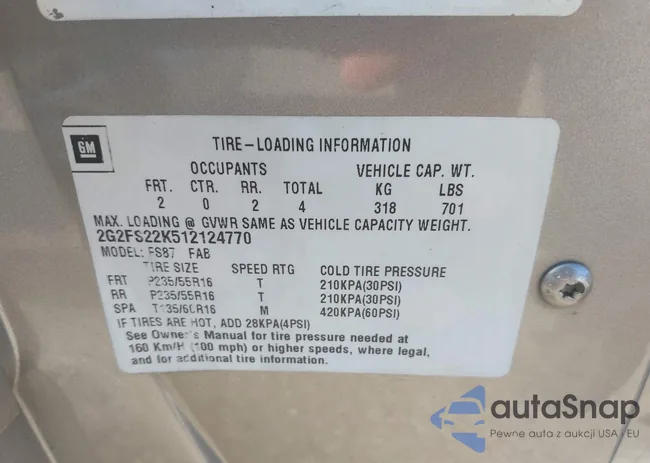 GM
TIRE-LOADING INFORMATION
OCCUPANTS VEHICLE CAP. WT.
FRT. CTR. RR. TOTAL KG LBS
2 0 2 4 318 701
MAX. LOADING @ GVWR SAME AS VEHICLE CAPACITY WEIGHT.
2G2FS22K512124770
MODEL: FS87 FAB
TIRE SIZE SPEED RTG COLD TIRE PRESSURE
FRT P235/55R16 T 210KPA(30PSI)
RR P235/55R16 T 210KPA(30PSI)
SPA T135/60R16 M 420KPA(60PSI)
IF TIRES ARE HOT, ADD 28KPA(4PSI)
See Owner's Manual for tire pressure needed at
160 Km/H (100 mph) or higher speeds, where legal,
and for additional tire information.
autaSnap
Pewne auta z aukcji USA i EU